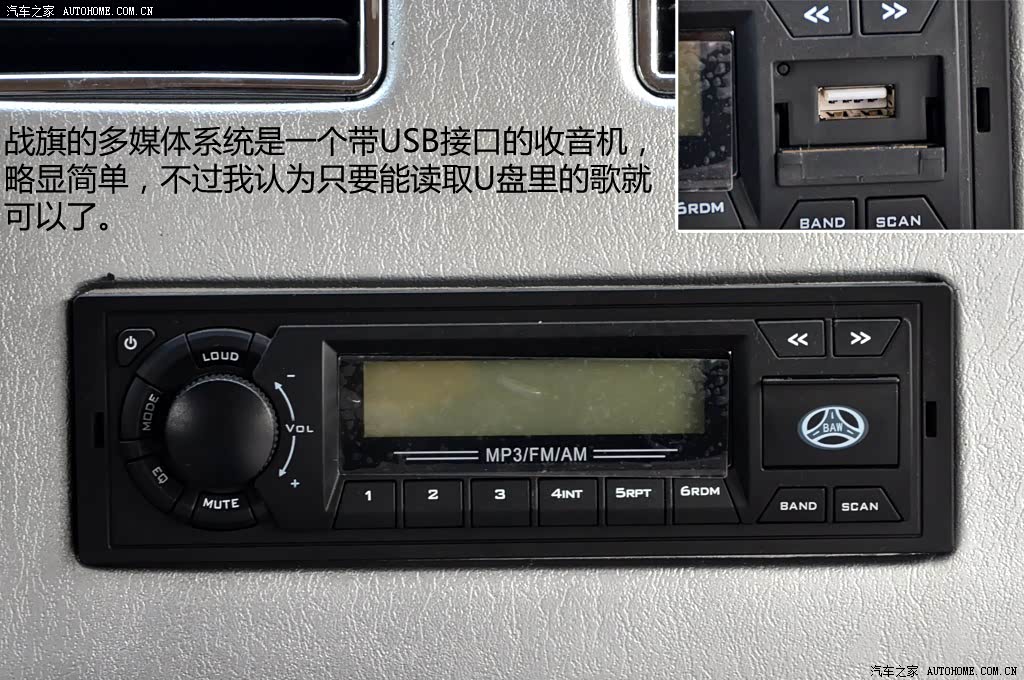 汽车之家 AUTOHOME.COM.CN
战旗的多媒体系统是一个带USB接口的收音机，
略显简单，不过我认为只要能读取U盘里的歌就
可以了。
6RDM
BAND SCAN
LOUD
MODE
VOL
EQ
MUTE
- +
MP3/FM/AM
1 2 3 4INT 5RPT 6RDM
BAW
BAND SCAN
汽车之家 AUTOHOME.COM.CN